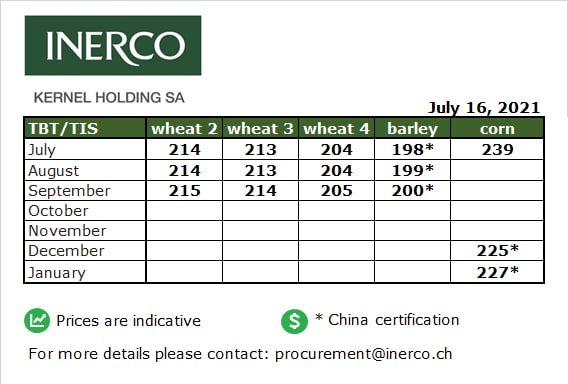 INERCO
KERNEL HOLDING SA
July 16, 2021
TBT/TIS wheat 2 wheat 3 wheat 4 barley corn
July 214 213 204 198* 239
August 214 213 204 199*
September 215 214 205 200*
October
November
December 225*
January 227*
Prices are indicative $ * China certification
For more details please contact: procurement@inerco.ch